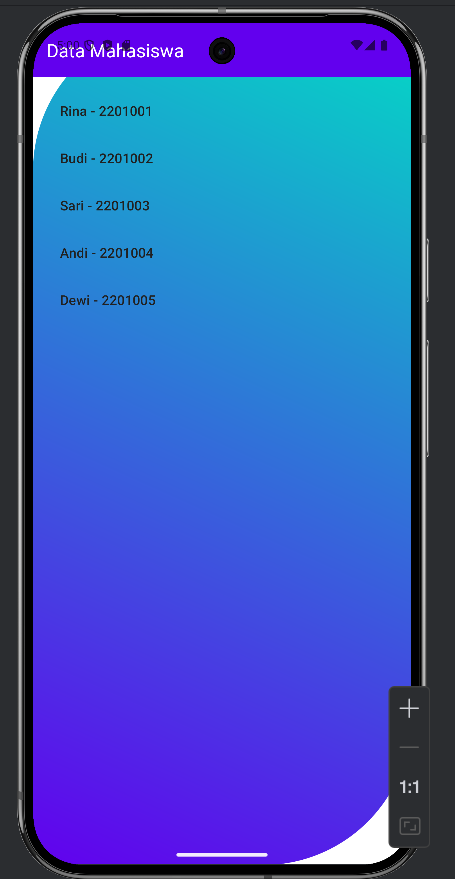 Data Mahasiswa
Rina - 2201001
Budi - 2201002
Sari - 2201003
Andi - 2201004
Dewi - 2201005
1:1